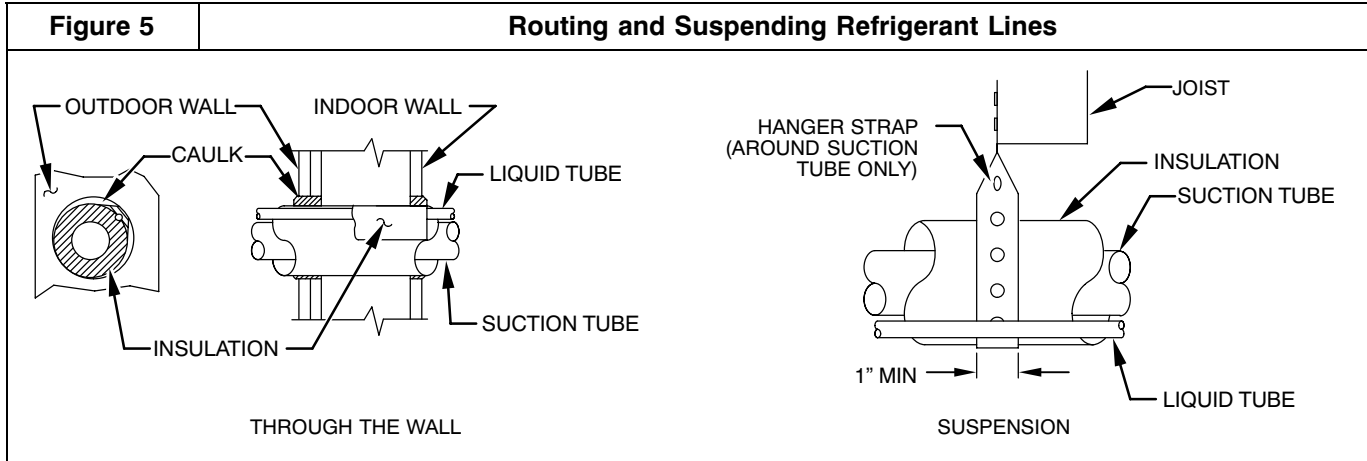 Figure 5
Routing and Suspending Refrigerant Lines
OUTDOOR WALL
INDOOR WALL
CAULK
LIQUID TUBE
SUCTION TUBE
INSULATION
THROUGH THE WALL
JOIST
HANGER STRAP
(AROUND SUCTION
TUBE ONLY)
INSULATION
SUCTION TUBE
1” MIN
LIQUID TUBE
SUSPENSION